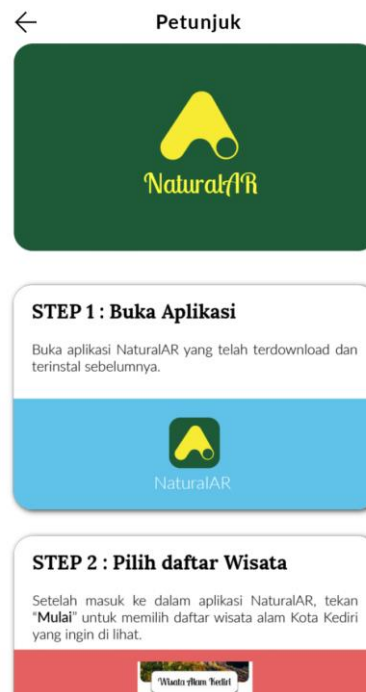 Petunjuk
NaturalAR
STEP 1 : Buka Aplikasi
Buka aplikasi NaturalAR yang telah terdownload dan
terinstal sebelumnya.
NaturalAR
STEP 2 : Pilih daftar Wisata
Setelah masuk ke dalam aplikasi NaturalAR, tekan
“Mulai” untuk memilih daftar wisata alam Kota Kediri
yang ingin di lihat.
Wisata Alam Kediri